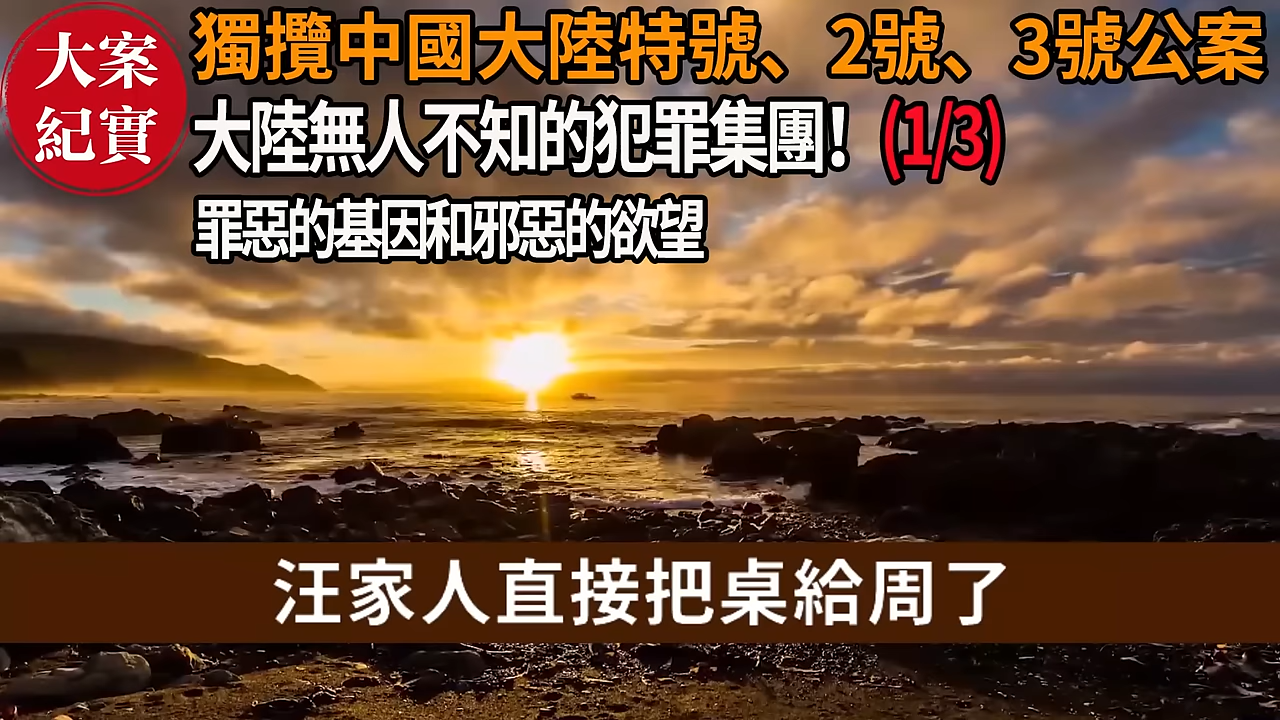 大案
紀實
獨攬中國大陸特號、2號、3號公案
大陸無人不知的犯罪集團！(1/3)
罪惡的基因和邪惡的欲望
汪家人直接把桌給周了